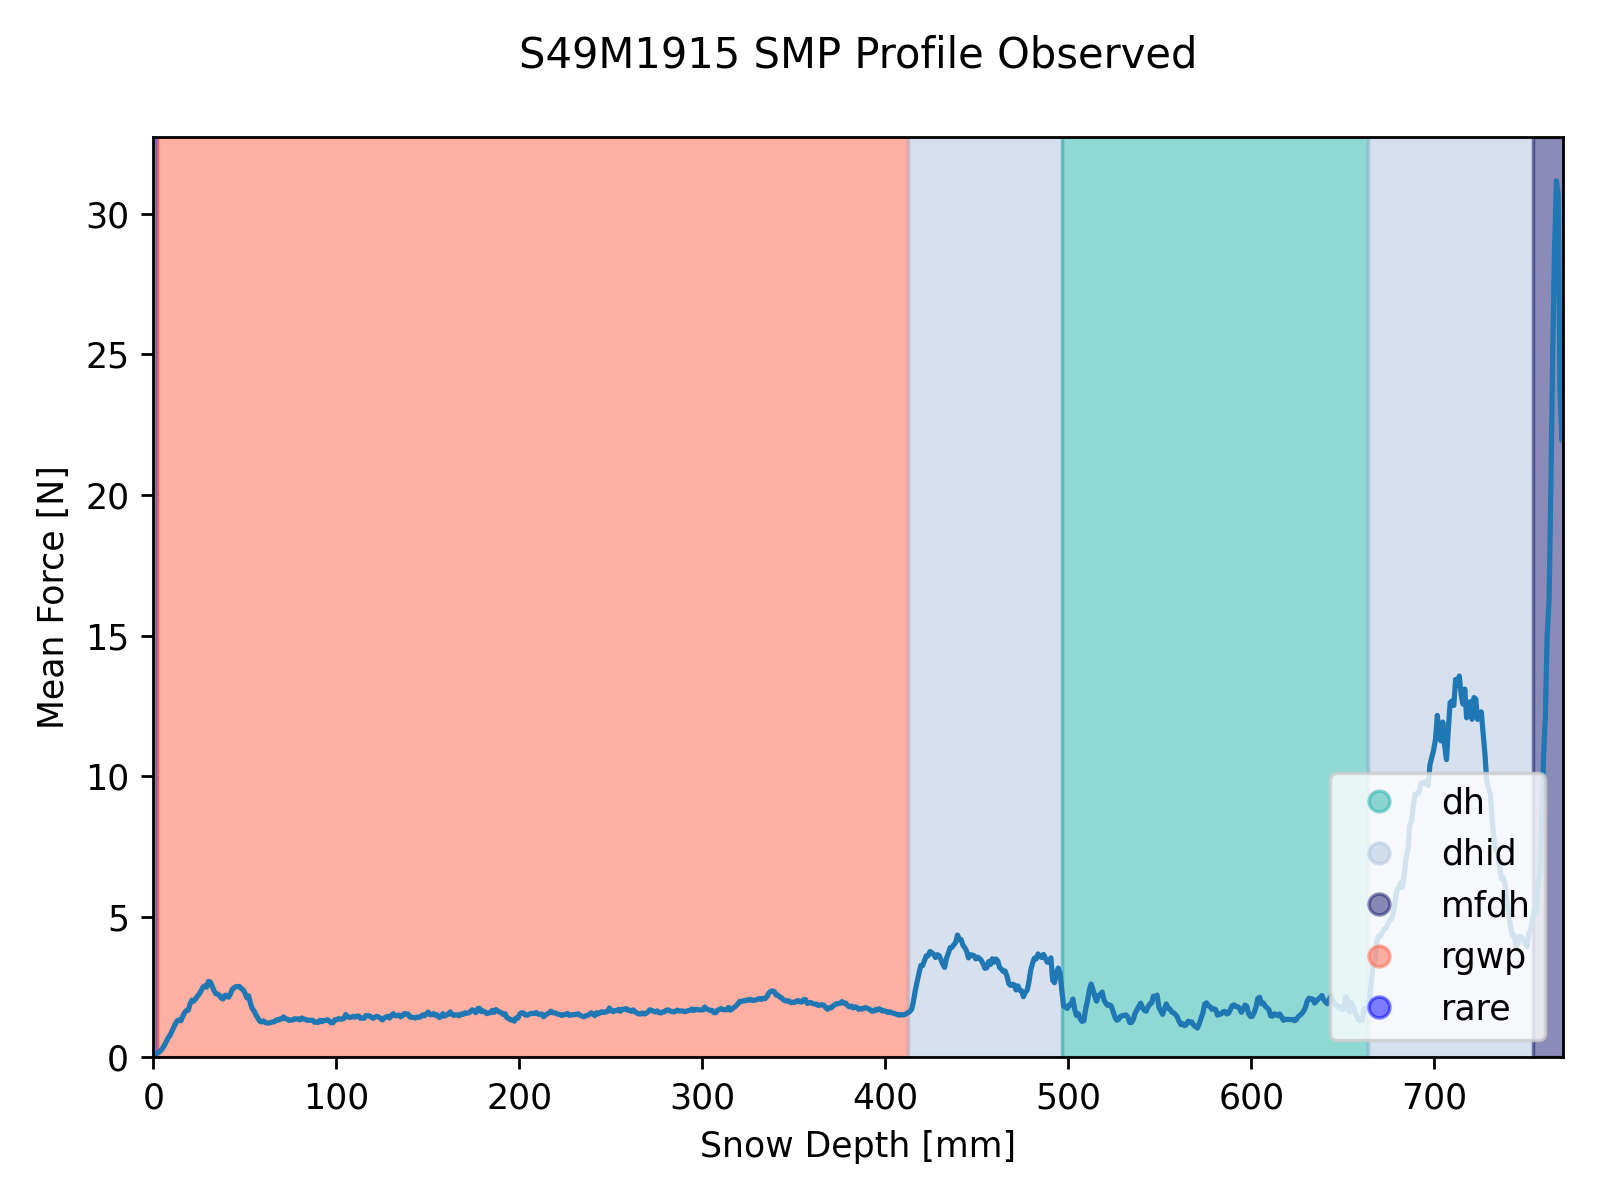 S49M1915 SMP Profile Observed
Mean Force [N]
30
25
20
15
10
5
0
dh
dhid
mfdh
rgwp
rare
0 100 200 300 400 500 600 700
Snow Depth [mm]